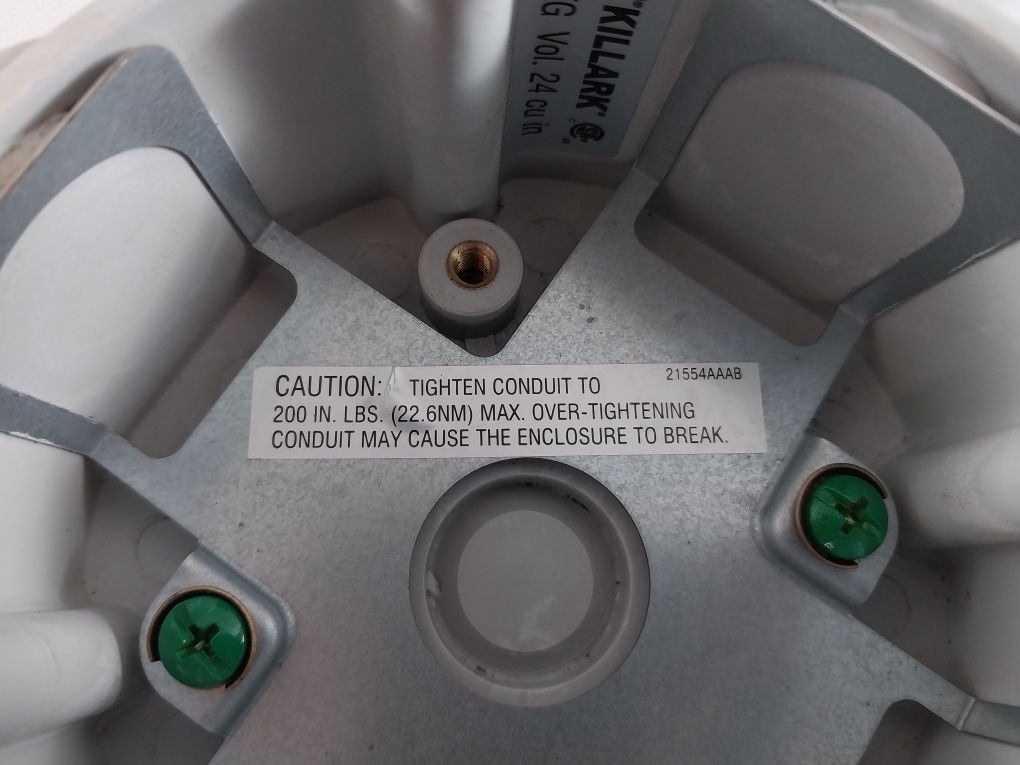 ®KILLARK®
G Vol. 24 cu in
CAUTION: TIGHTEN CONDUIT TO
21554AAAB
200 IN. LBS. (22.6NM) MAX. OVER-TIGHTENING
CONDUIT MAY CAUSE THE ENCLOSURE TO BREAK.